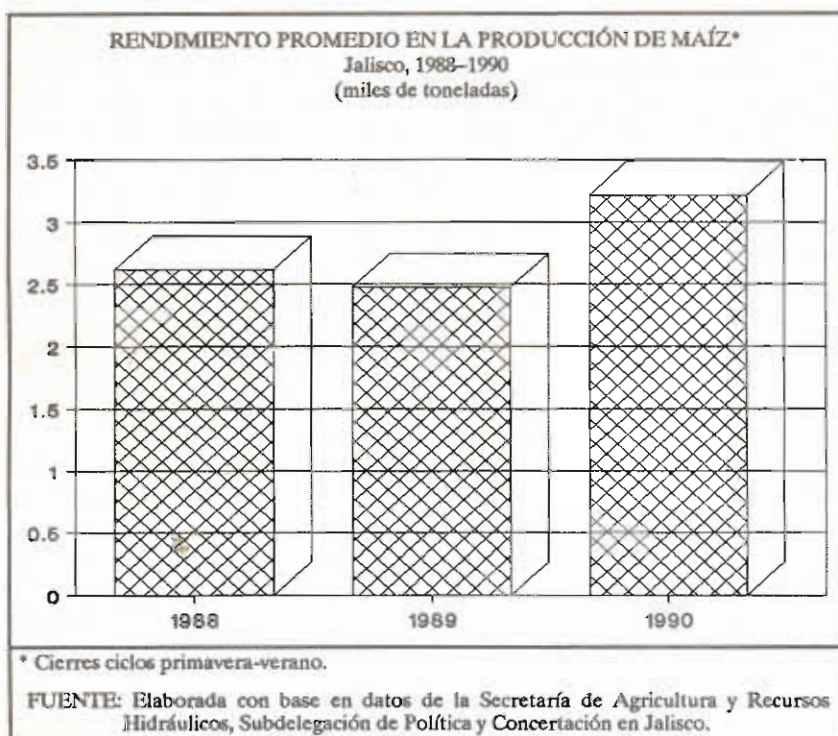 RENDIMIENTO PROMEDIO EN LA PRODUCCIÓN DE MAÍZ*
Jalisco, 1988–1990
(miles de toneladas)
3.5
3
2.5
2
1.5
1
0.5
0
1988
1989
1990
* Cierres ciclos primavera-verano.
FUENTE: Elaborada con base en datos de la Secretaría de Agricultura y Recursos
Hidráulicos, Subdelegación de Política y Concertación en Jalisco.